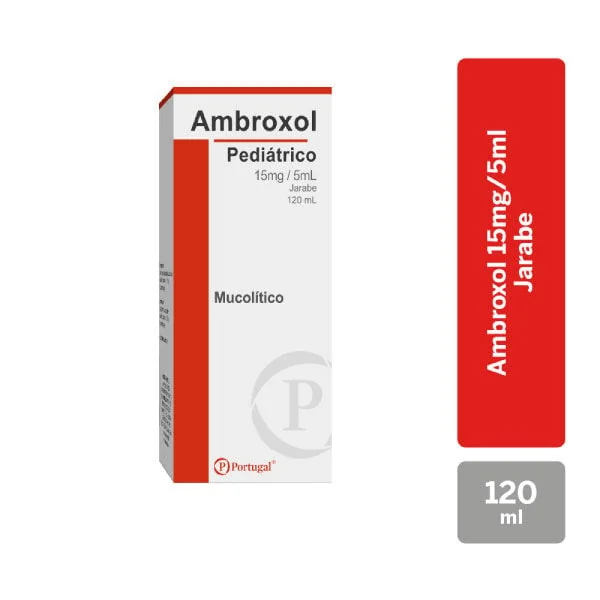 Ambroxol
Pediátrico
15mg / 5mL
Jarabe
120 mL
Mucolítico
P
P Portugal®
Ambroxol 15mg/5ml
Jarabe
120
ml